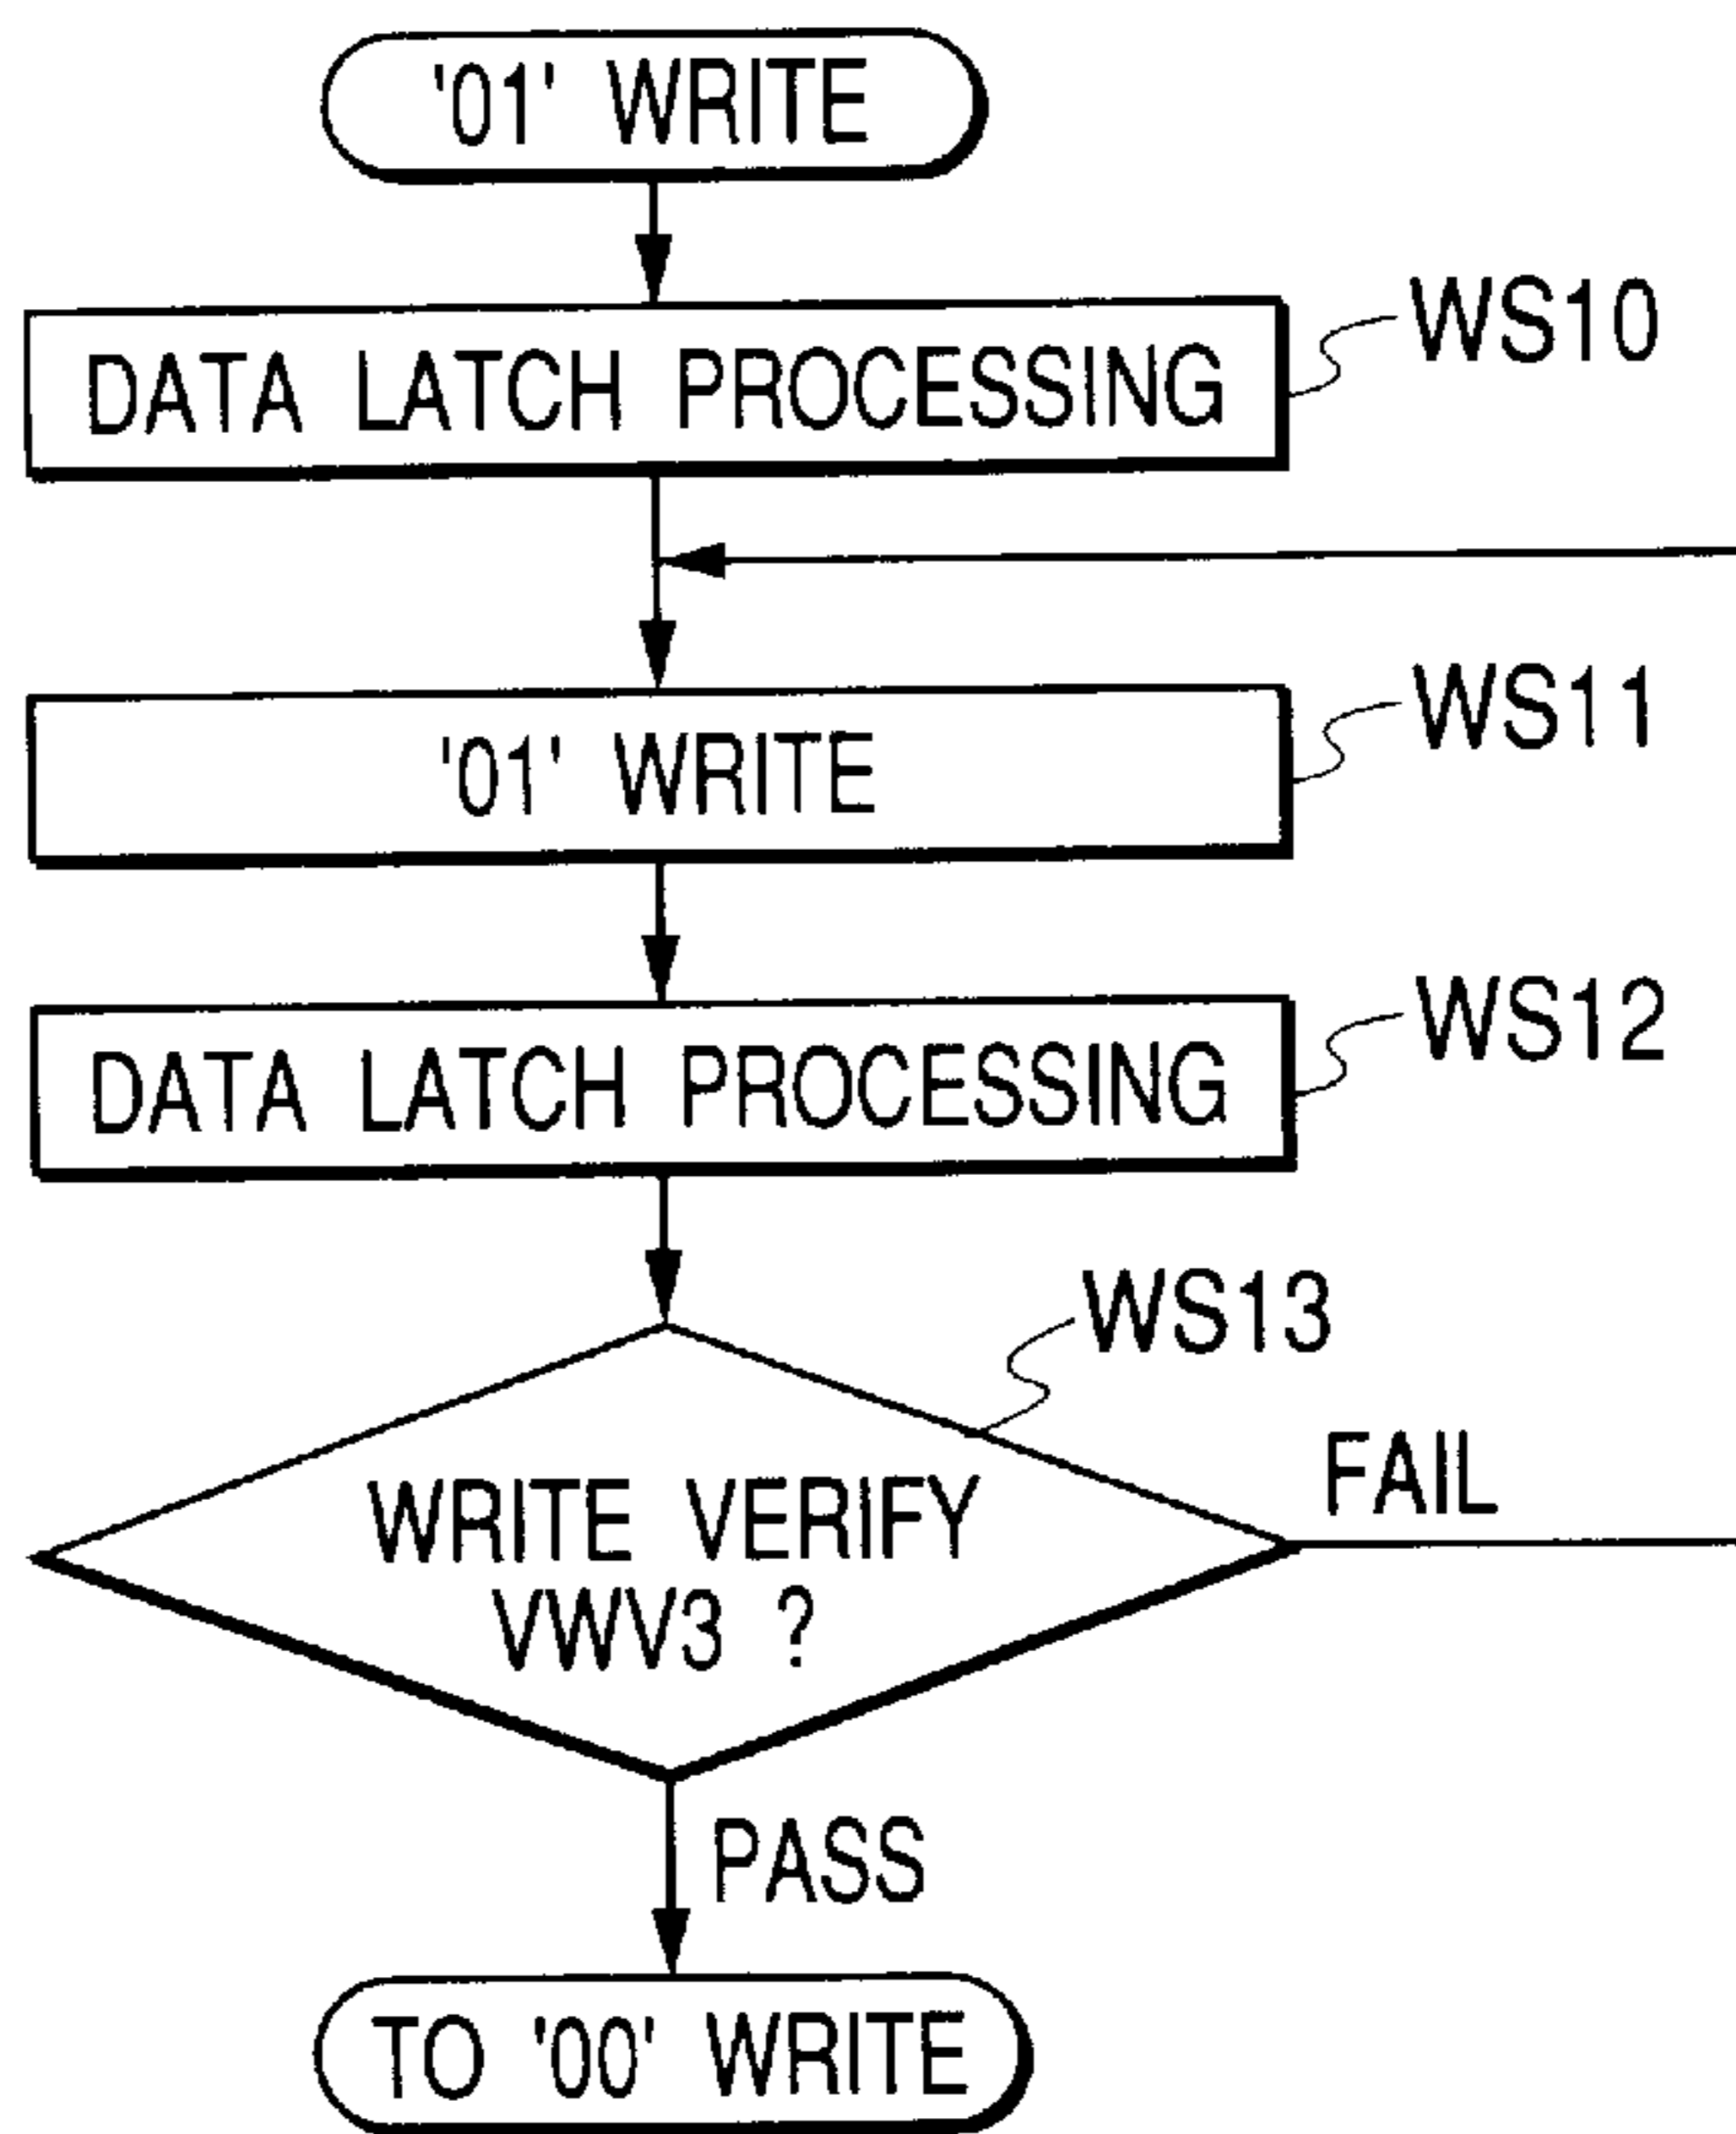 '01' WRITE
DATA LATCH PROCESSING
WS10
'01' WRITE
WS11
DATA LATCH PROCESSING
WS12
WS13
WRITE VERIFY
VWV3 ?
FAIL
PASS
TO '00' WRITE